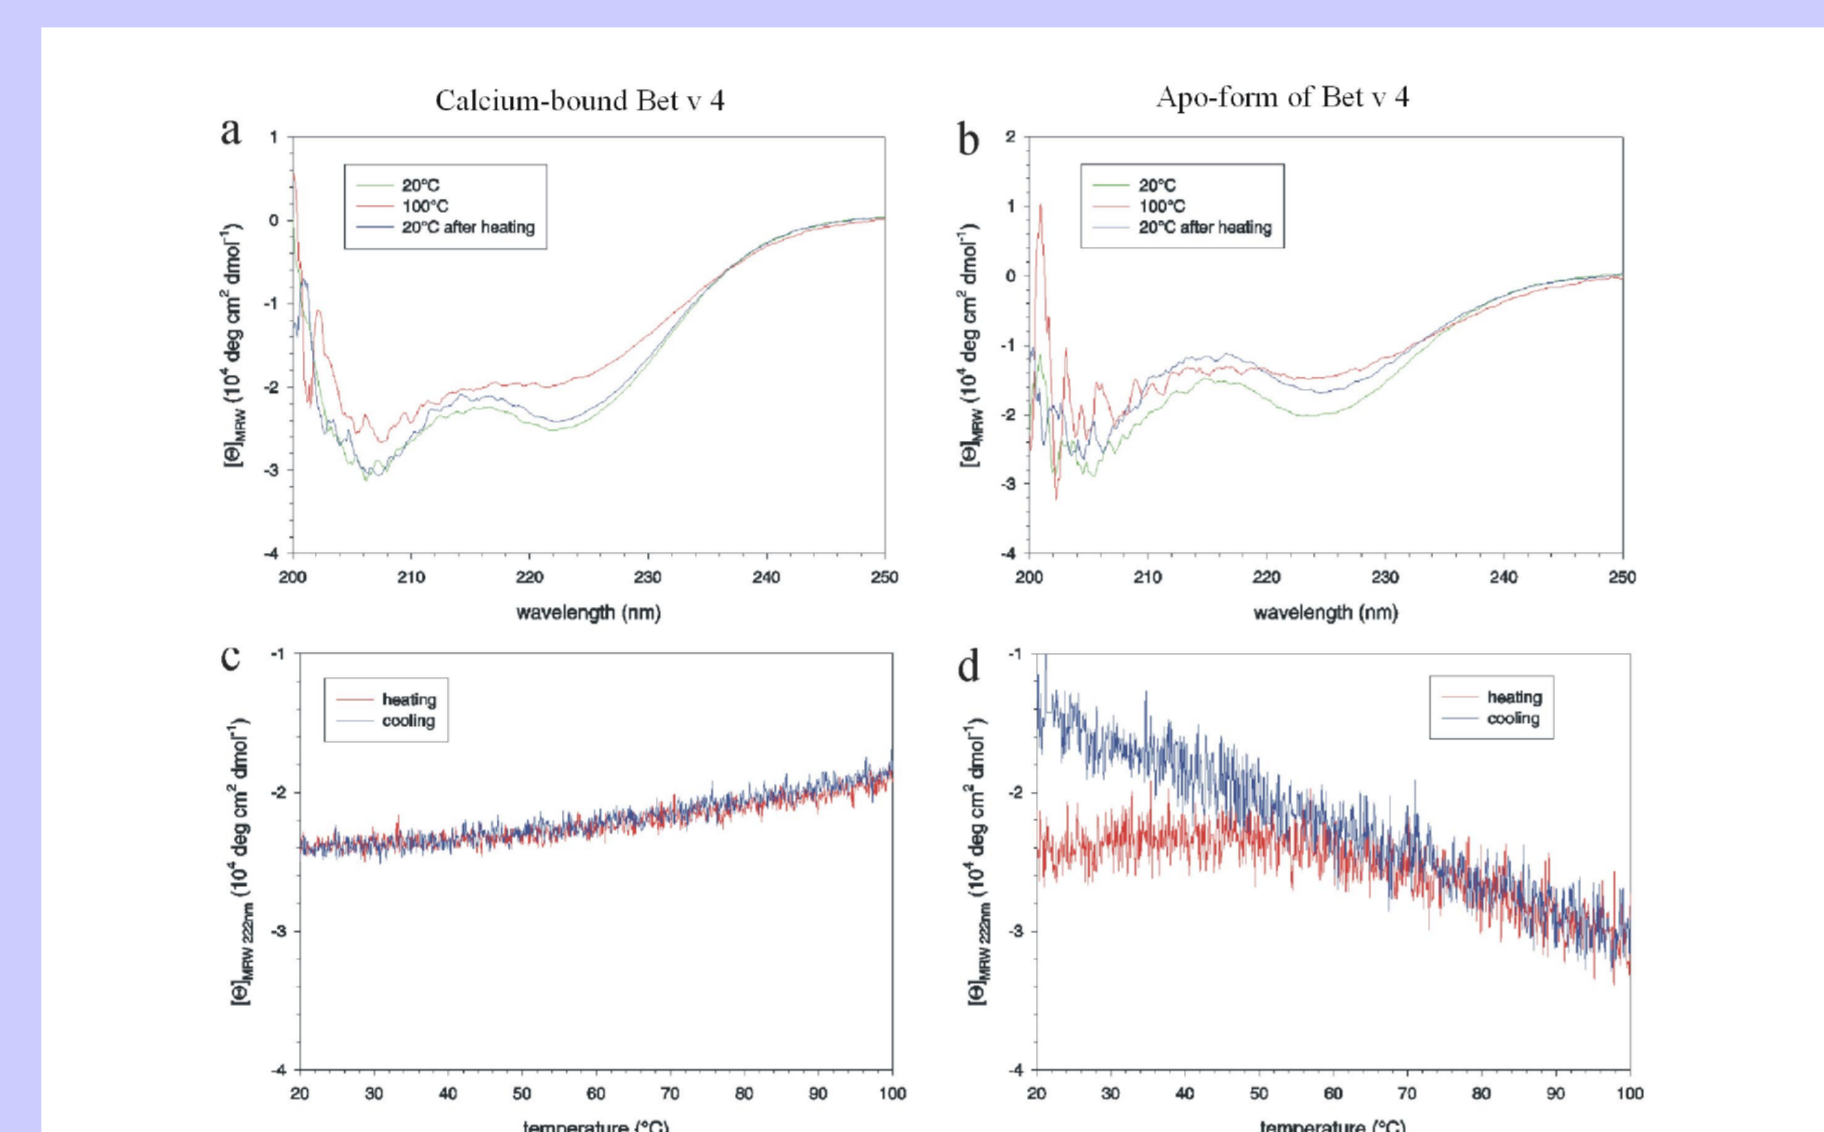 Calcium-bound Bet v 4
Apo-form of Bet v 4
a
1
0
-1
-2
-3
-4
[Θ]MRW (10⁴ deg cm² dmol⁻¹)
20°C
100°C
20°C after heating
200 210 220 230 240 250
wavelength (nm)
b
2
1
0
-1
-2
-3
-4
[Θ]MRW (10⁴ deg cm² dmol⁻¹)
20°C
100°C
20°C after heating
200 210 220 230 240 250
wavelength (nm)
c
-1
-2
-3
-4
[Θ]MRW 222nm (10⁴ deg cm² dmol⁻¹)
heating
cooling
20 30 40 50 60 70 80 90 100
temperature (°C)
d
-1
-2
-3
-4
[Θ]MRW 222nm (10⁴ deg cm² dmol⁻¹)
heating
cooling
20 30 40 50 60 70 80 90 100
temperature (°C)